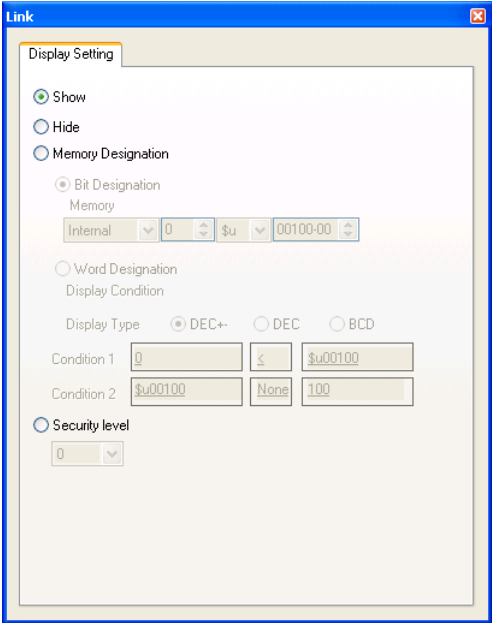 Link
Display Setting
Show
Hide
Memory Designation
Bit Designation
Memory
Internal 0 $u 00100-00
Word Designation
Display Condition
Display Type DEC+- DEC BCD
Condition 1 0 < $u00100
Condition 2 $u00100 None 100
Security level
0